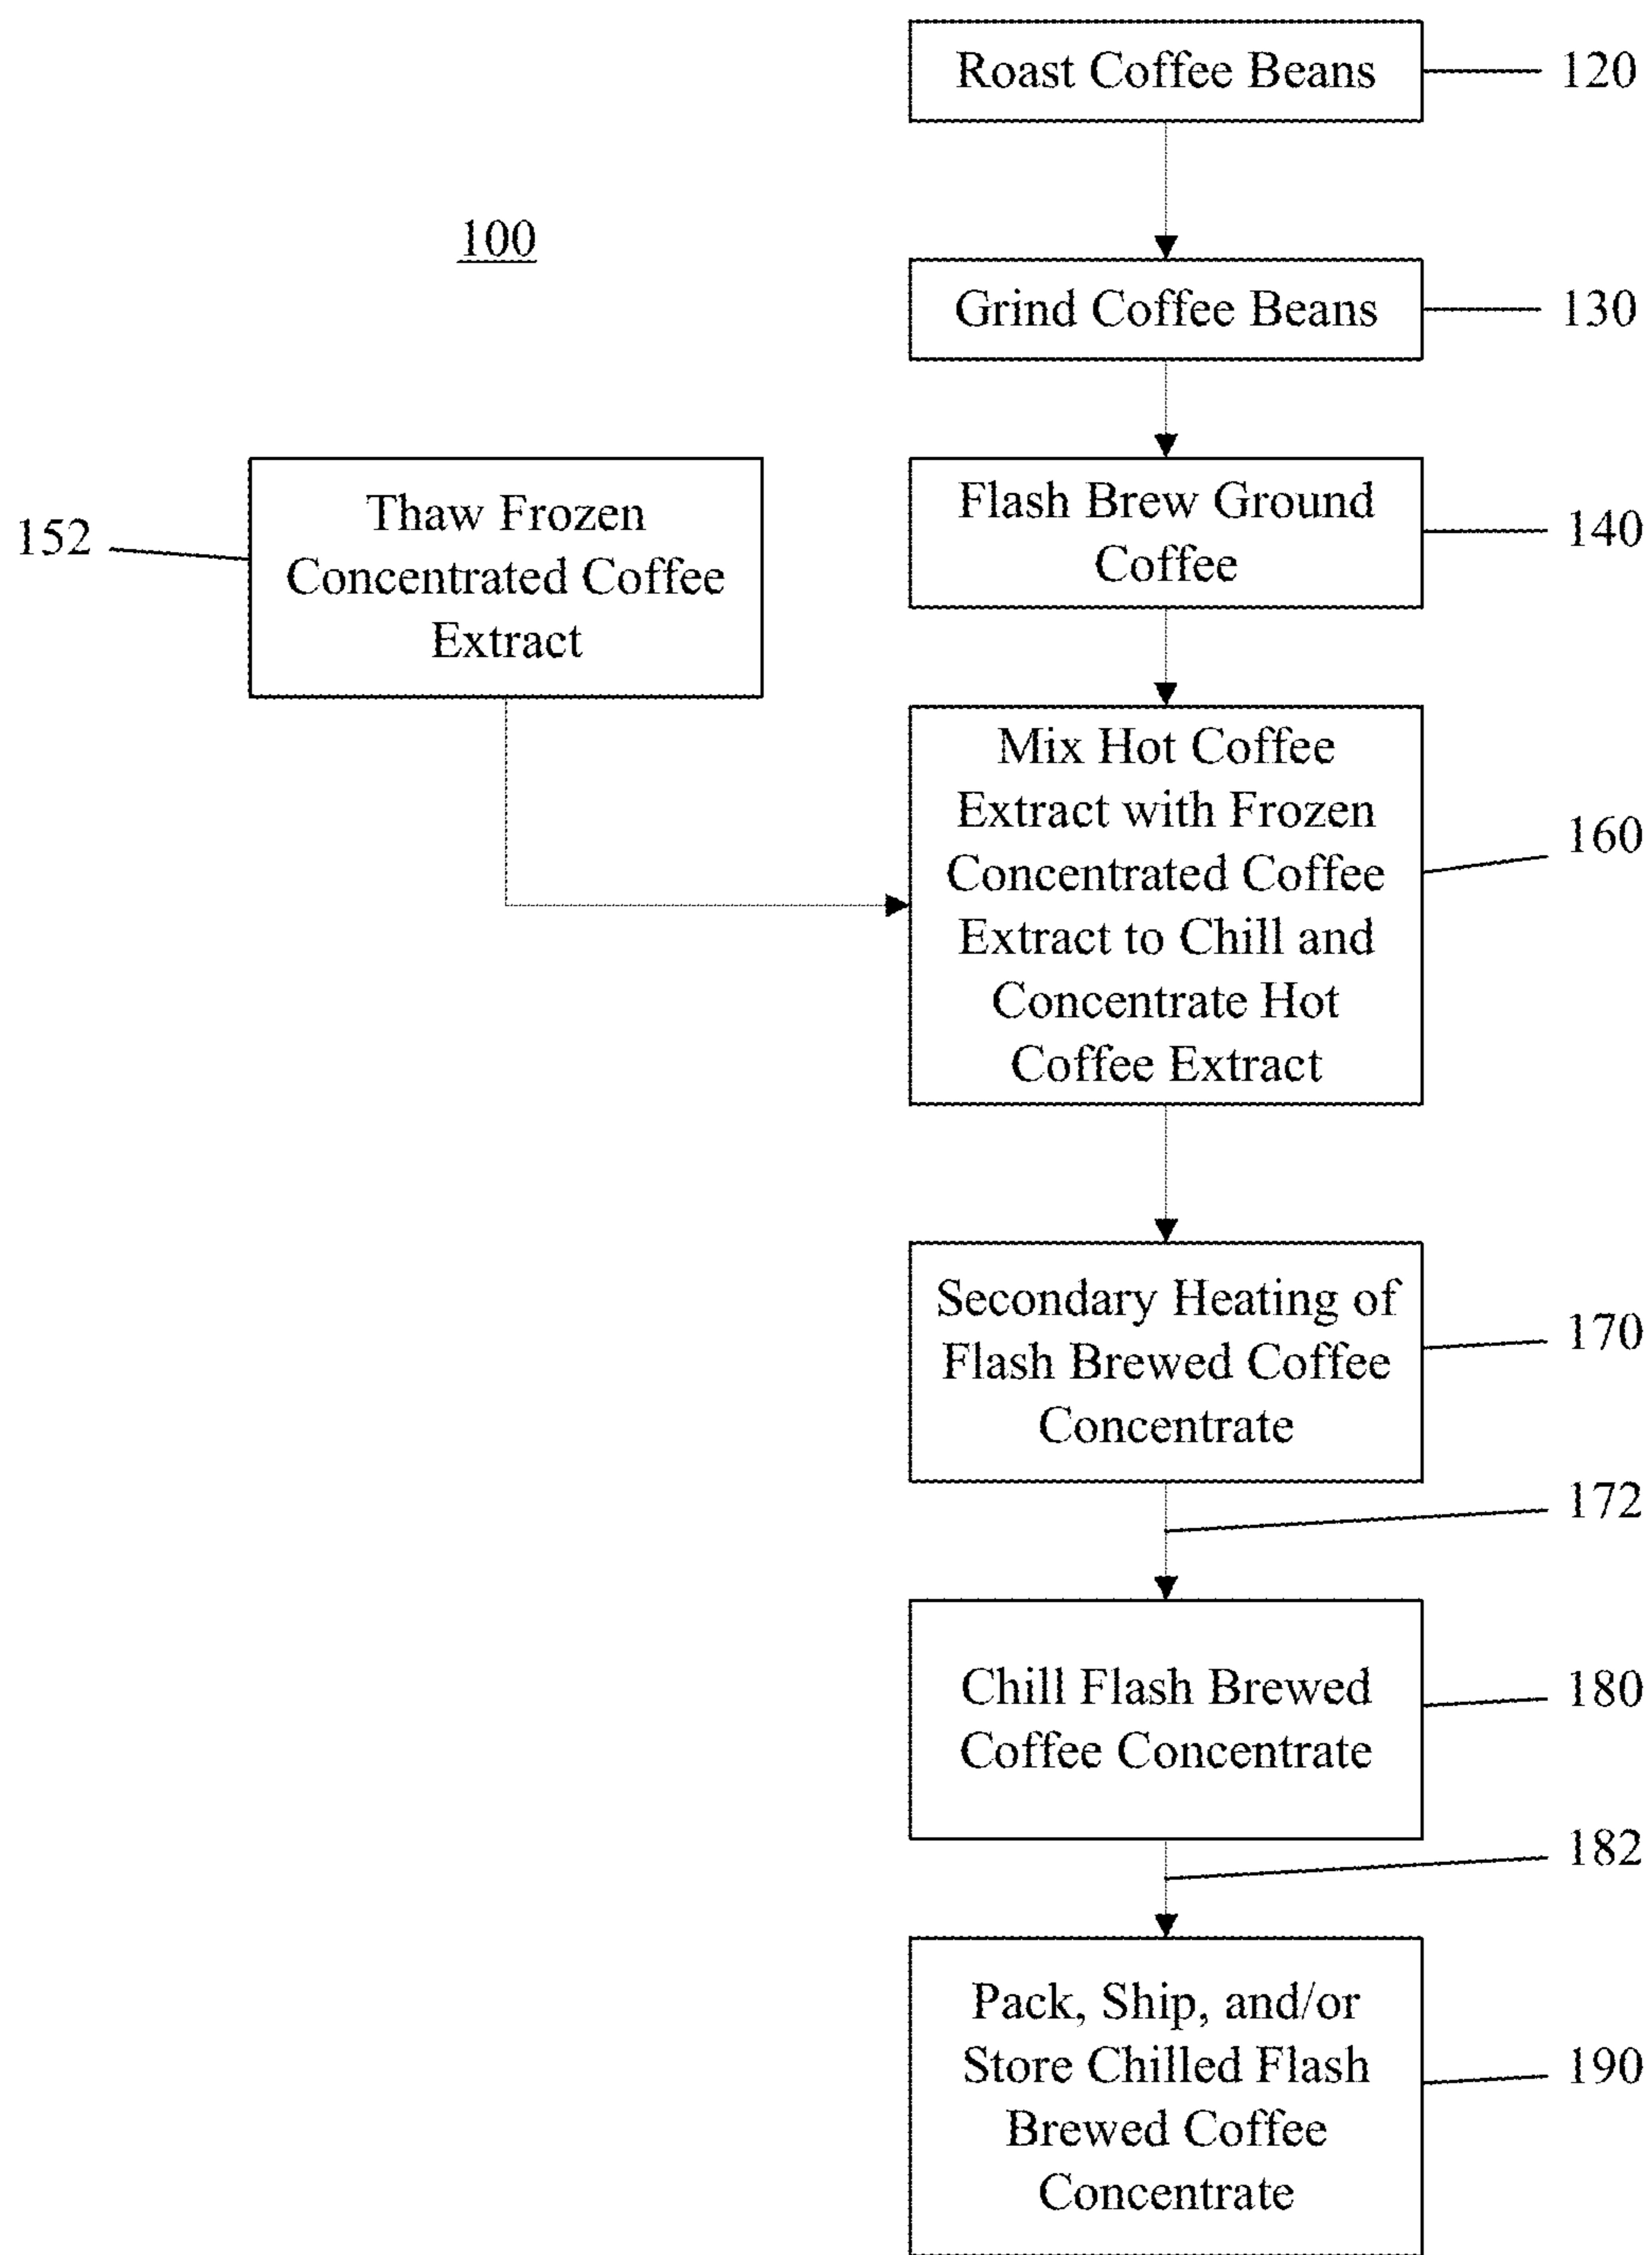 Roast Coffee Beans
120
100
Grind Coffee Beans
130
Thaw Frozen
Concentrated Coffee
Extract
152
Flash Brew Ground
Coffee
140
Mix Hot Coffee
Extract with Frozen
Concentrated Coffee
Extract to Chill and
Concentrate Hot
Coffee Extract
160
Secondary Heating of
Flash Brewed Coffee
Concentrate
170
172
Chill Flash Brewed
Coffee Concentrate
180
182
Pack, Ship, and/or
Store Chilled Flash
Brewed Coffee
Concentrate
190